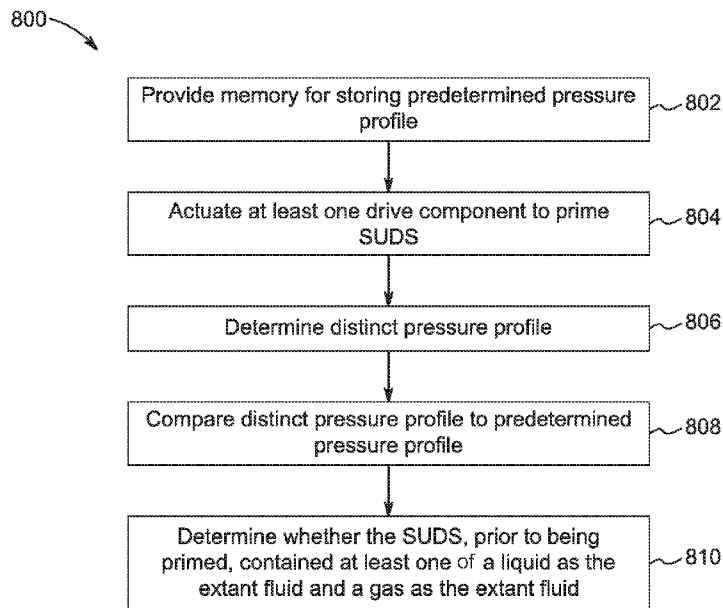 800
Provide memory for storing predetermined pressure
profile
802
Actuate at least one drive component to prime
SUDS
804
Determine distinct pressure profile
806
Compare distinct pressure profile to predetermined
pressure profile
808
Determine whether the SUDS, prior to being
primed, contained at least one of a liquid as the
extant fluid and a gas as the extant fluid
810